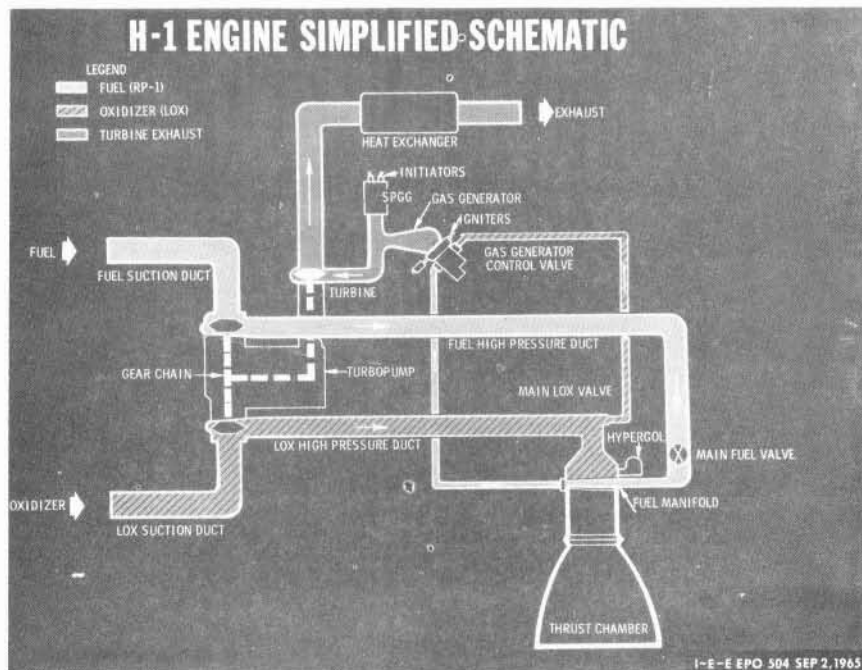 H-1 ENGINE SIMPLIFIED SCHEMATIC
LEGEND
FUEL (RP-1)
OXIDIZER (LOX)
TURBINE EXHAUST
EXHAUST
HEAT EXCHANGER
INITIATORS
SPGG
GAS GENERATOR
IGNITERS
FUEL
GAS GENERATOR
CONTROL VALVE
FUEL SUCTION DUCT
TURBINE
FUEL HIGH PRESSURE DUCT
GEAR CHAIN
TURBOPUMP
MAIN LOX VALVE
HYPERGOL
LOX HIGH PRESSURE DUCT
MAIN FUEL VALVE
OXIDIZER
FUEL MANIFOLD
LOX SUCTION DUCT
THRUST CHAMBER
I-E-E EPO 504 SEP 2, 1965